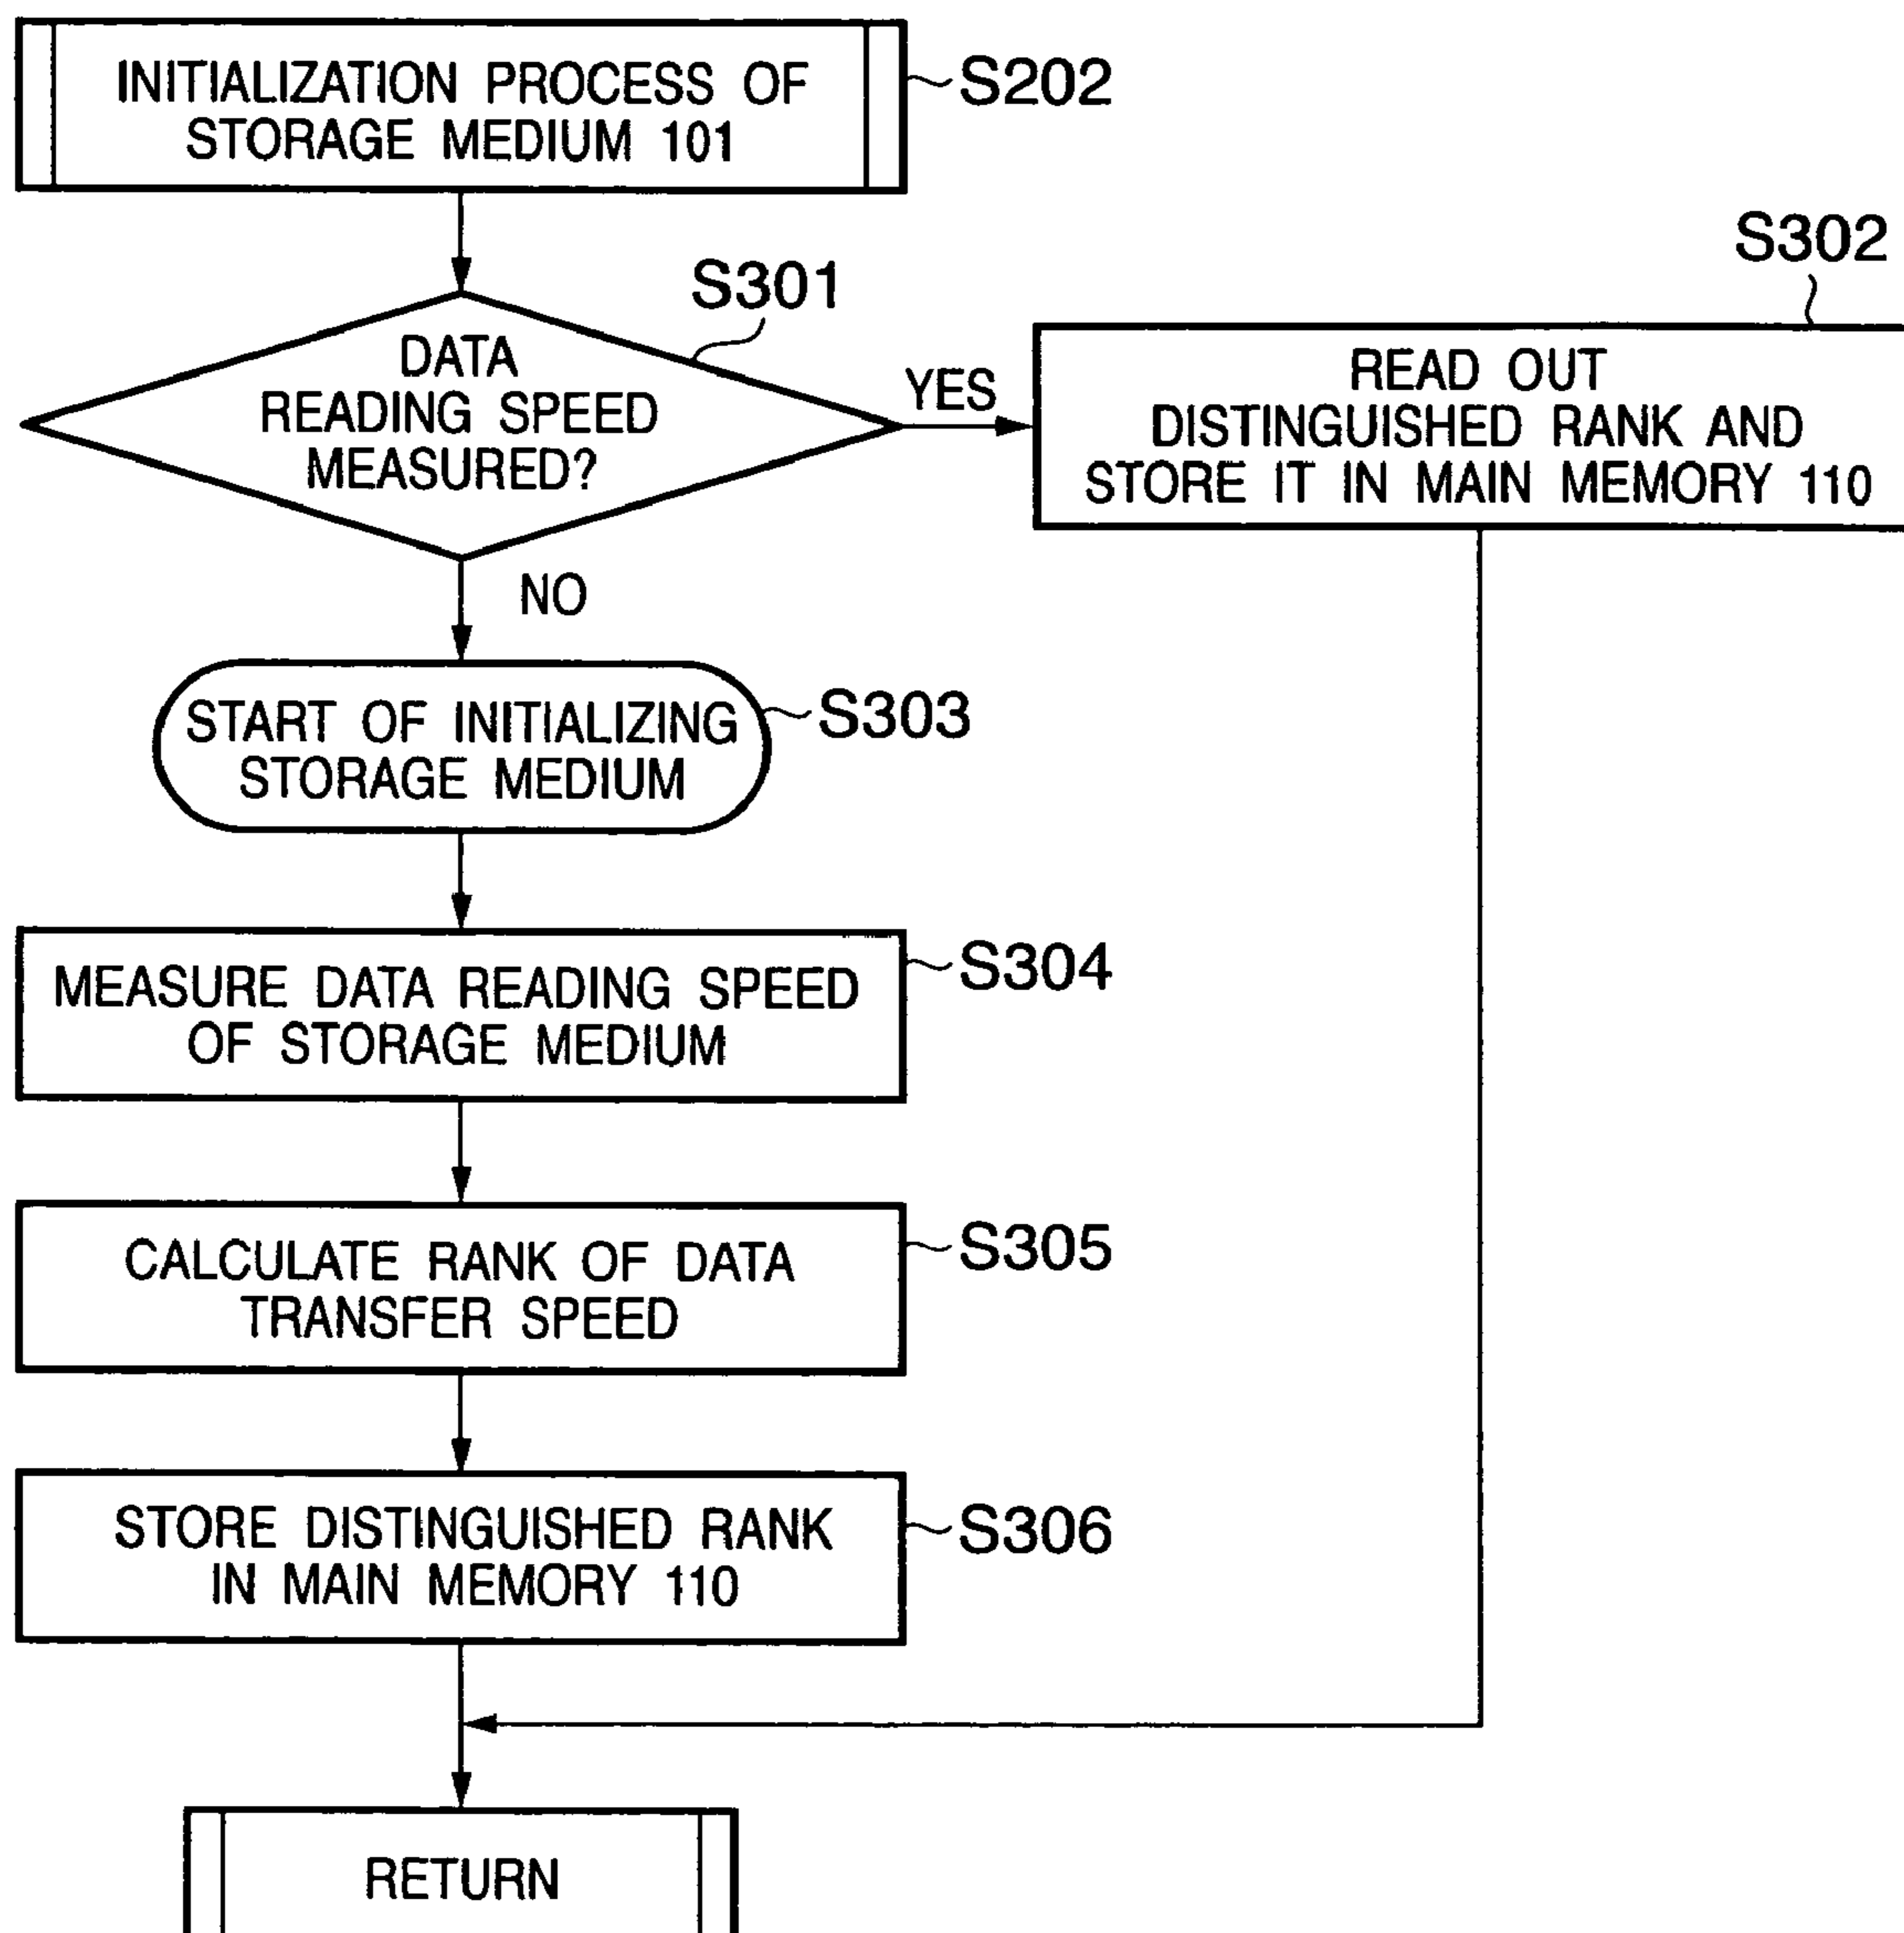 INITIALIZATION PROCESS OF
STORAGE MEDIUM 101
S202
S301
DATA
READING SPEED
MEASURED?
YES
S302
READ OUT
DISTINGUISHED RANK AND
STORE IT IN MAIN MEMORY 110
NO
START OF INITIALIZING
STORAGE MEDIUM
S303
MEASURE DATA READING SPEED
OF STORAGE MEDIUM
S304
CALCULATE RANK OF DATA
TRANSFER SPEED
S305
STORE DISTINGUISHED RANK
IN MAIN MEMORY 110
S306
RETURN